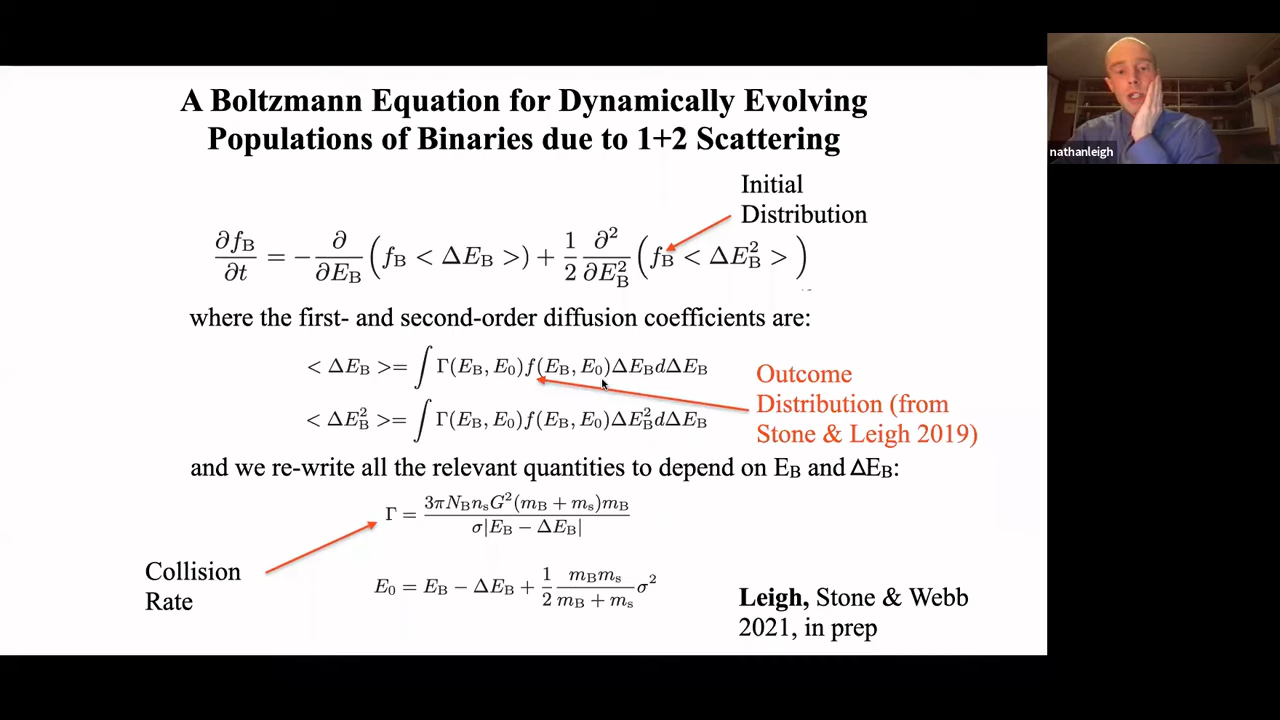 A Boltzmann Equation for Dynamically Evolving
Populations of Binaries due to 1+2 Scattering
nathanleigh
Initial
Distribution
∂f_B/∂t = −∂/∂E_B (f_B < ΔE_B >) + 1/2 ∂²/∂E_B² (f_B < ΔE_B² >)
where the first- and second-order diffusion coefficients are:
< ΔE_B >= ∫ Γ(E_B, E_0)f(E_B, E_0)ΔE_B dΔE_B
< ΔE_B² >= ∫ Γ(E_B, E_0)f(E_B, E_0)ΔE_B² dΔE_B
Outcome
Distribution (from
Stone & Leigh 2019)
and we re-write all the relevant quantities to depend on E_B and ΔE_B:
Γ = 3πN_B n_s G²(m_B + m_s)m_B / σ|E_B − ΔE_B|
Collision
Rate
E_0 = E_B − ΔE_B + 1/2 m_B m_s/(m_B + m_s) σ²
Leigh, Stone & Webb
2021, in prep